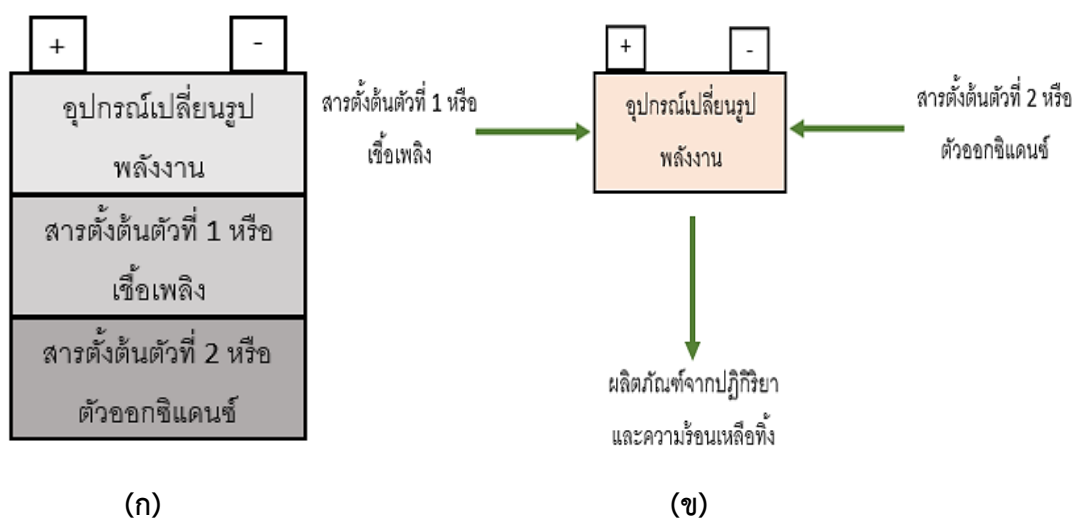 +
-
อุปกรณ์เปลี่ยนรูป
พลังงาน
สารตั้งต้นตัวที่ 1 หรือ
เชื้อเพลิง
สารตั้งต้นตัวที่ 2 หรือ
ตัวออกซิแดนซ์
(ก)
+
-
สารตั้งต้นตัวที่ 1 หรือ
เชื้อเพลิง
อุปกรณ์เปลี่ยนรูป
พลังงาน
สารตั้งต้นตัวที่ 2 หรือ
ตัวออกซิแดนซ์
ผลิตภัณฑ์จากปฏิกิริยา
และความร้อนเหลือทิ้ง
(ข)